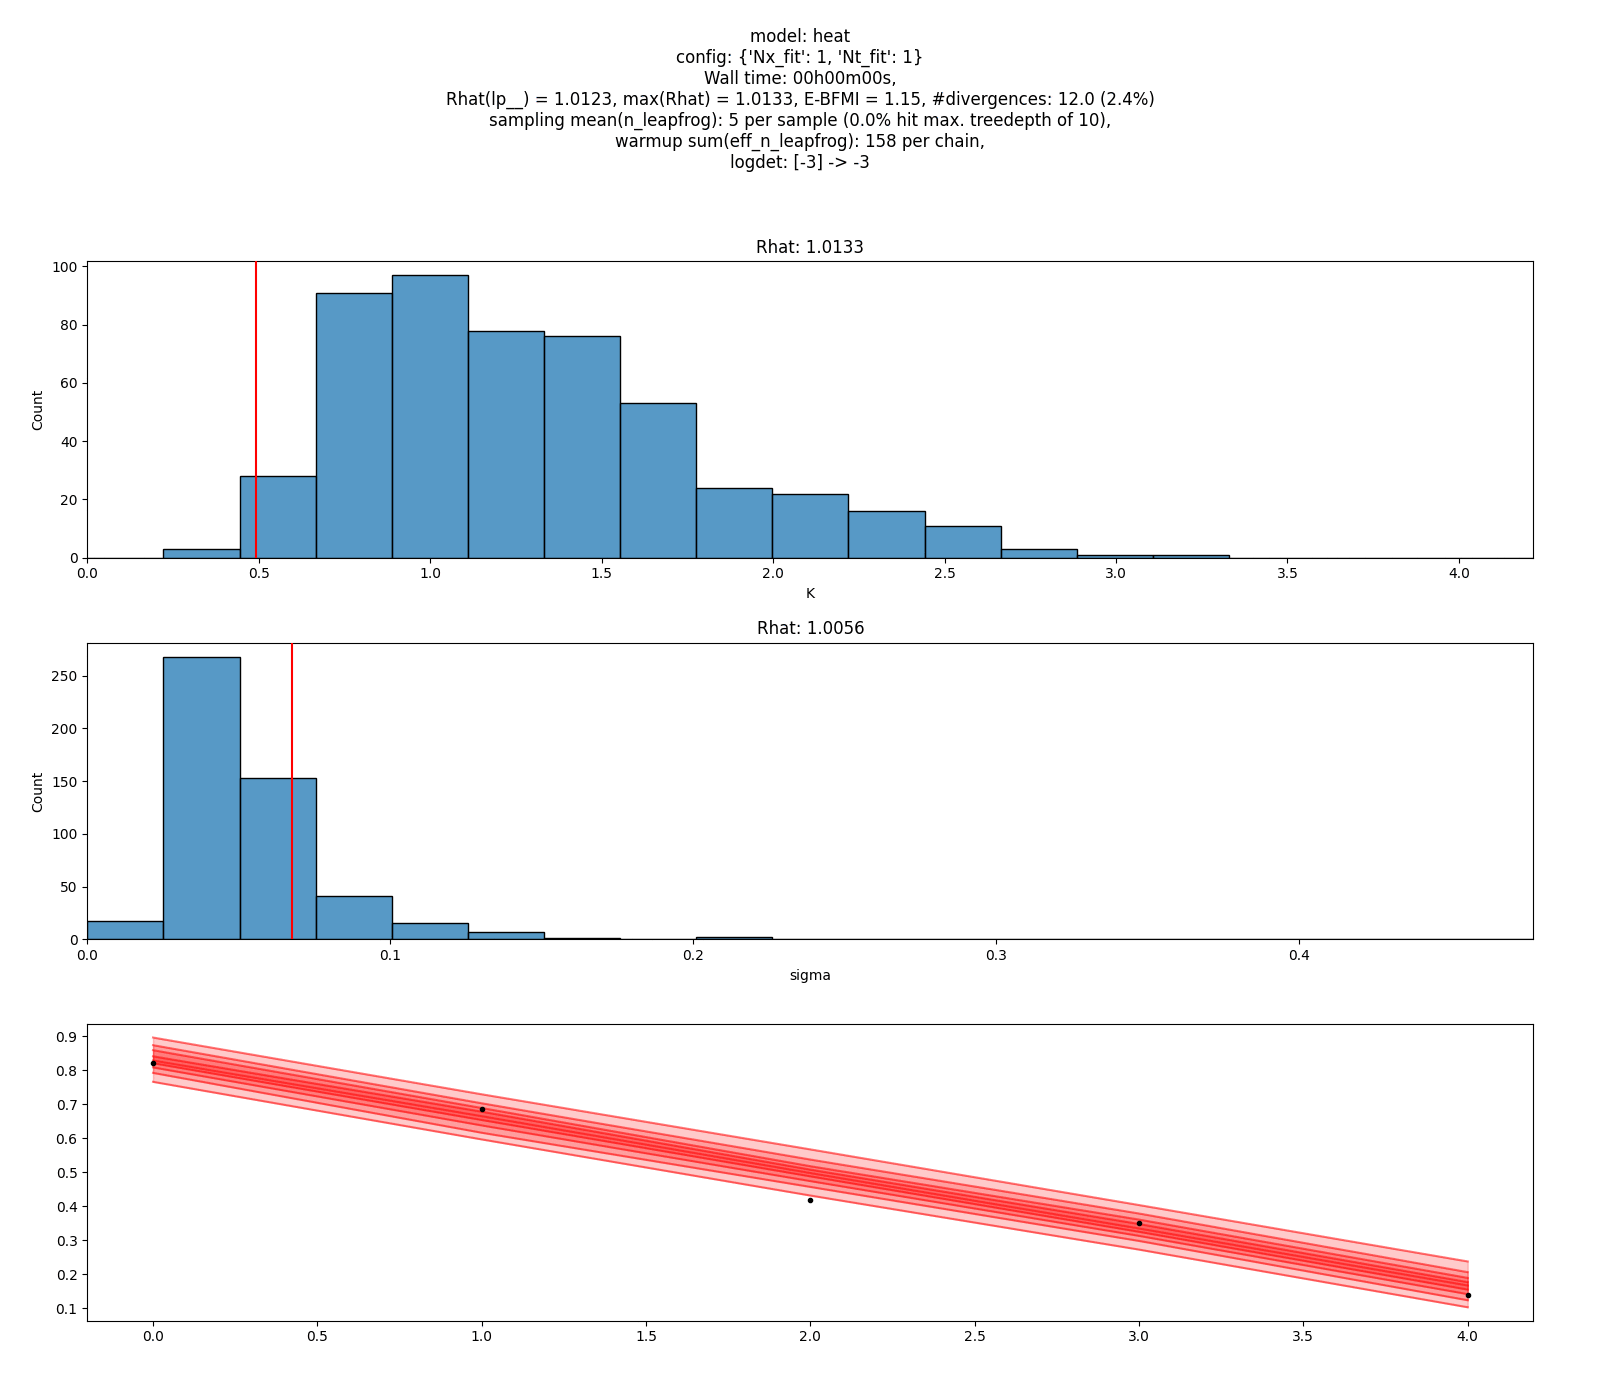 model: heat
config: {'Nx_fit': 1, 'Nt_fit': 1}
Wall time: 00h00m00s,
Rhat(lp__) = 1.0123, max(Rhat) = 1.0133, E-BFMI = 1.15, #divergences: 12.0 (2.4%)
sampling mean(n_leapfrog): 5 per sample (0.0% hit max. treedepth of 10),
warmup sum(eff_n_leapfrog): 158 per chain,
logdet: [-3] -> -3
Rhat: 1.0133
100
80
60
40
20
0
Count
0.0 0.5 1.0 1.5 2.0 2.5 3.0 3.5 4.0
K
Rhat: 1.0056
250
200
150
100
50
0
Count
0.0 0.1 0.2 0.3 0.4
sigma
0.9
0.8
0.7
0.6
0.5
0.4
0.3
0.2
0.1
0.0 0.5 1.0 1.5 2.0 2.5 3.0 3.5 4.0